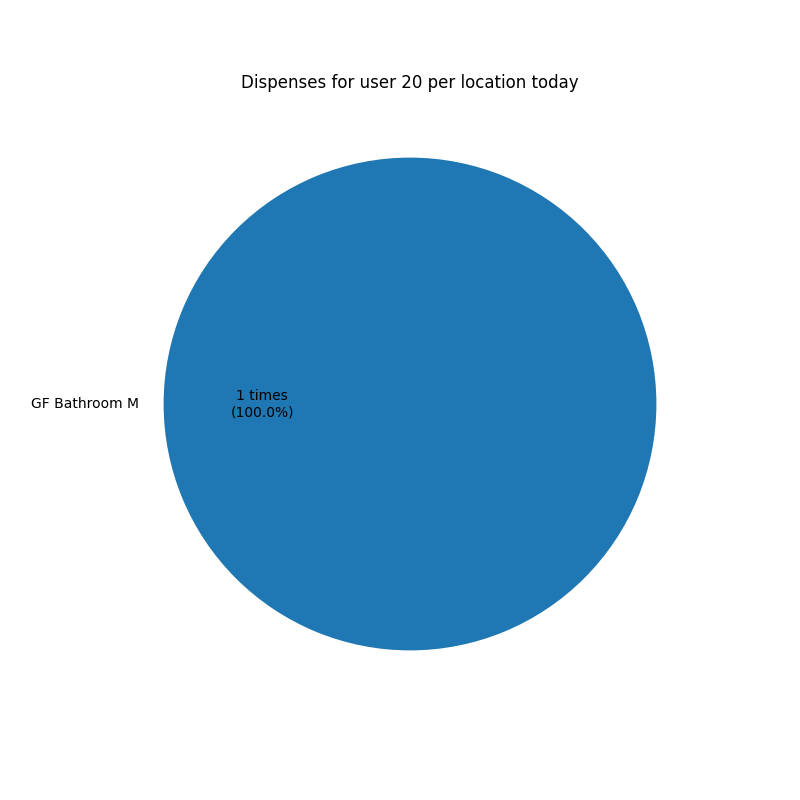 Dispenses for user 20 per location today
GF Bathroom M
1 times
(100.0%)